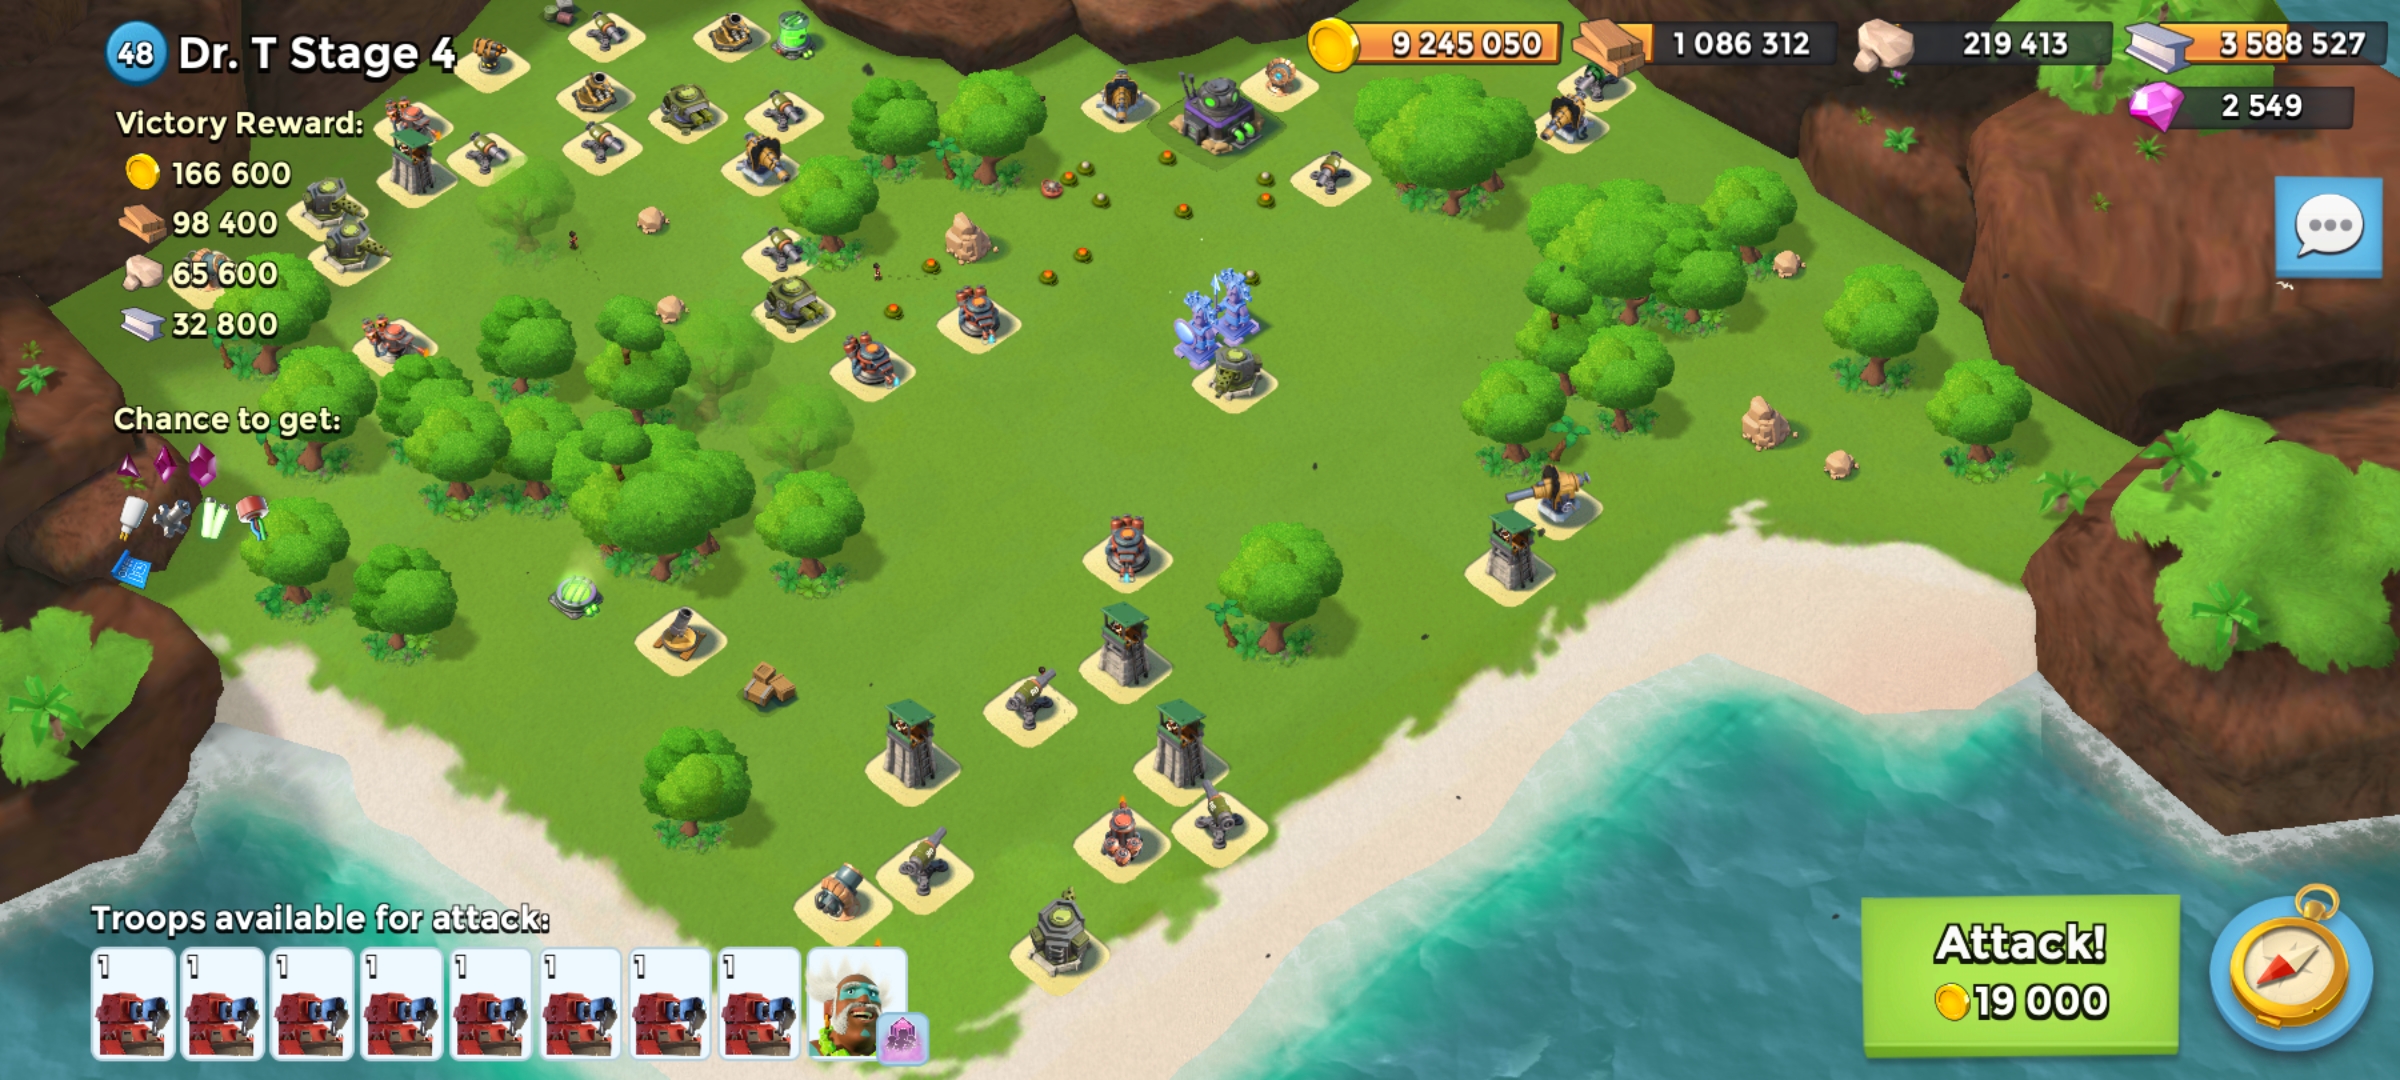 48 Dr. T Stage 4
9 245 050
1 086 312
219 413
3 588 527
2 549
Victory Reward:
166 600
98 400
65 600
32 800
Chance to get:
Troops available for attack:
1 1 1 1 1 1 1 1
Attack!
19 000